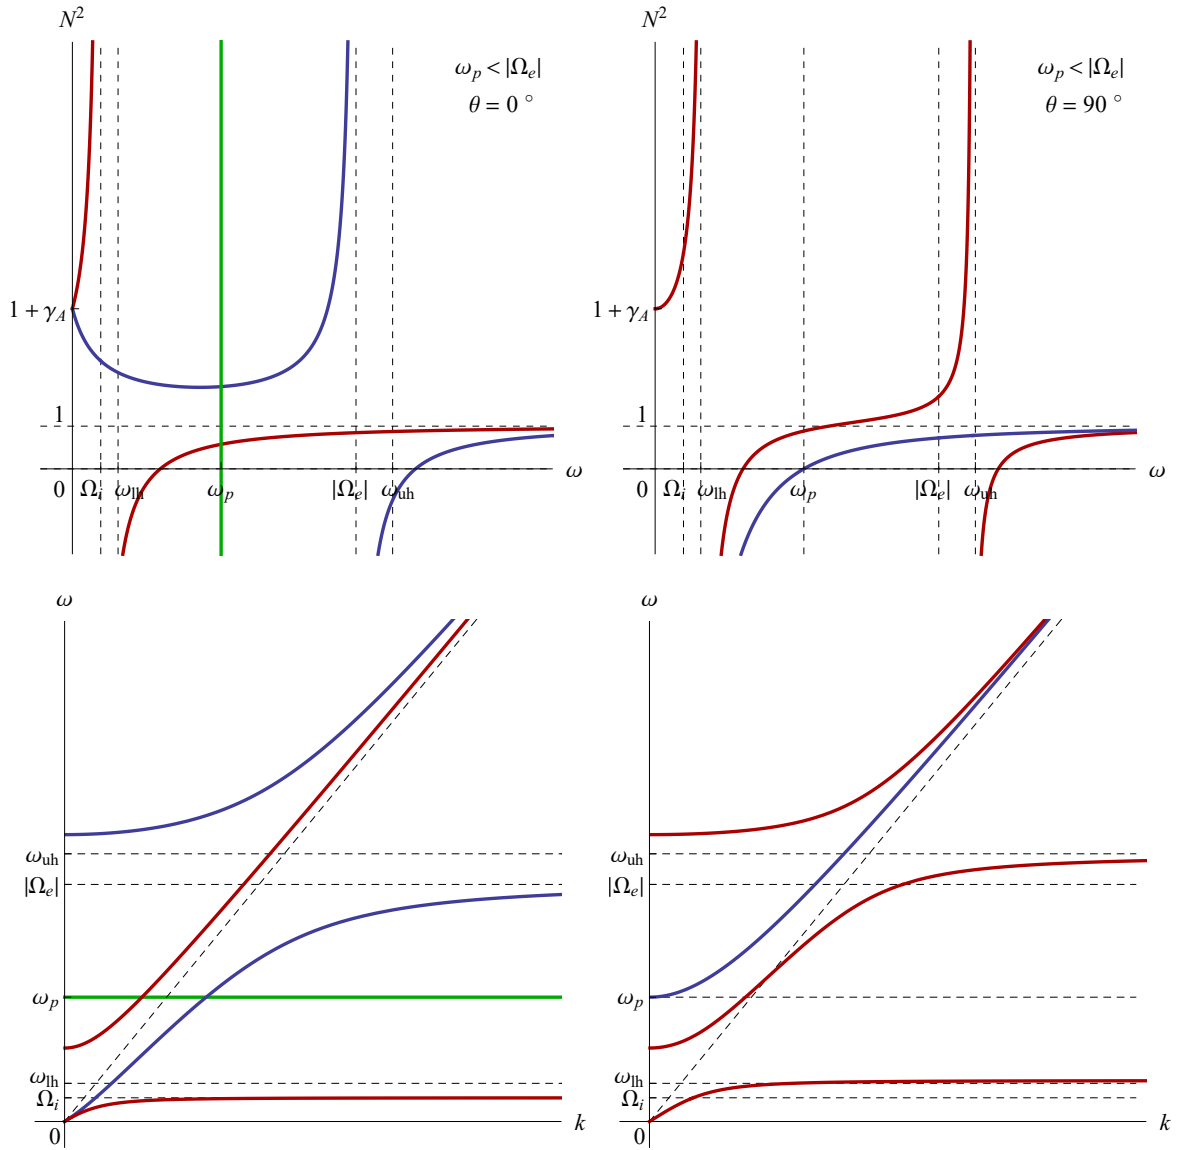 N²
ω_p < |Ω_e|
θ = 0 °
1 + γ_A
1
0 Ω_i ω_lh ω_p |Ω_e| ω_uh ω
N²
ω_p < |Ω_e|
θ = 90 °
1 + γ_A
1
0 Ω_i ω_lh ω_p |Ω_e| ω_uh ω
ω
ω_uh
|Ω_e|
ω_p
ω_lh
Ω_i
0 k
ω
ω_uh
|Ω_e|
ω_p
ω_lh
Ω_i
0 k